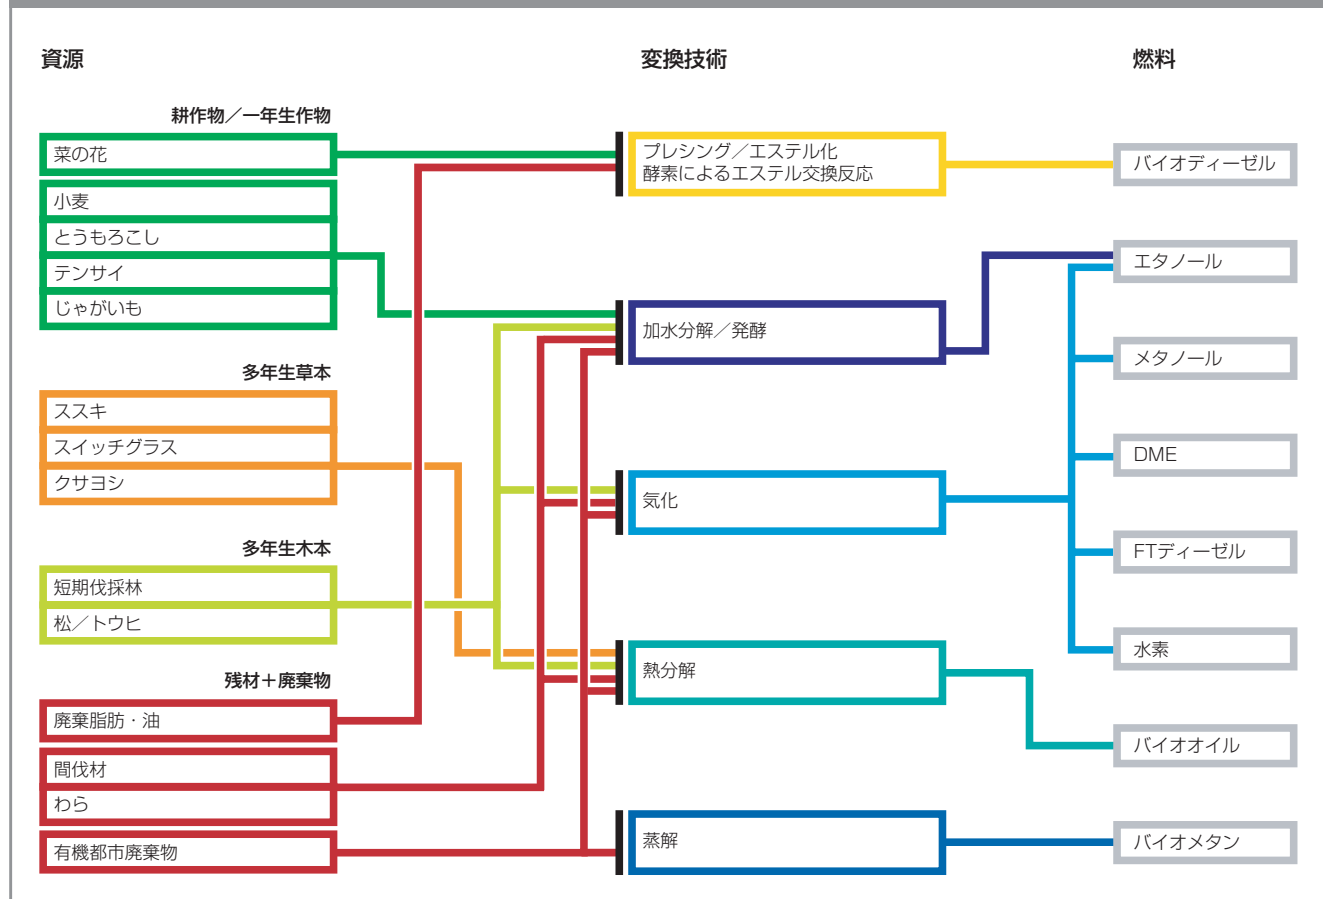 資源
変換技術
燃料
耕作物／一年生作物
菜の花
小麦
とうもろこし
テンサイ
じゃがいも
多年生草本
ススキ
スイッチグラス
クサヨシ
多年生木本
短期伐採林
松／トウヒ
残材＋廃棄物
廃棄脂肪・油
間伐材
わら
有機都市廃棄物
プレシング／エステル化
酵素によるエステル交換反応
加水分解／発酵
気化
熱分解
蒸解
バイオディーゼル
エタノール
メタノール
DME
FTディーゼル
水素
バイオオイル
バイオメタン